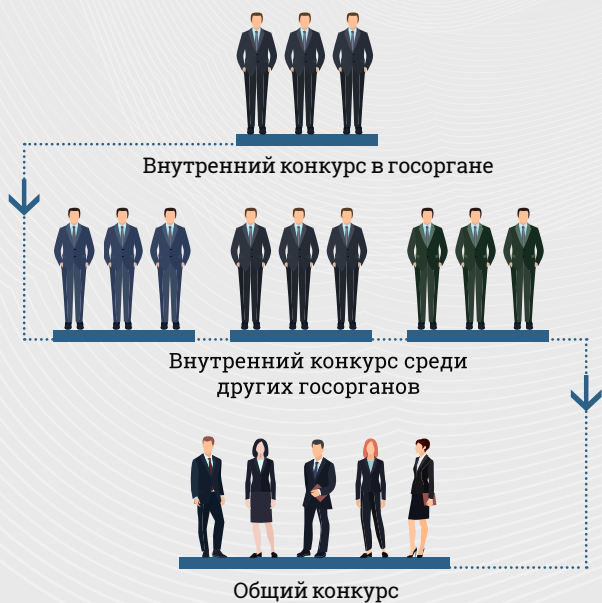 Внутренний конкурс в госоргане
Внутренний конкурс среди
других госорганов
Общий конкурс